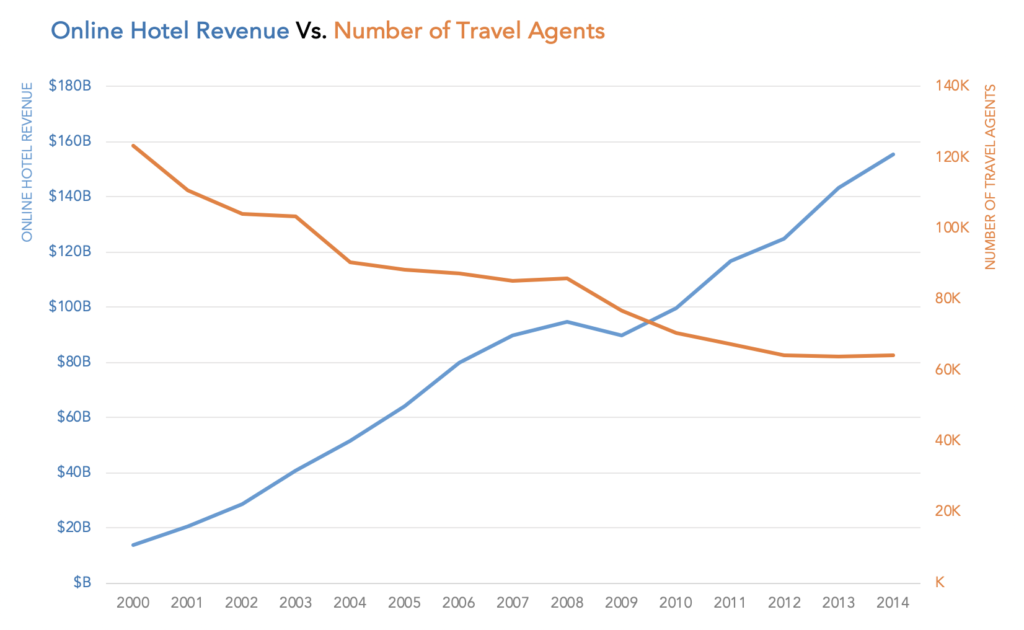 Online Hotel Revenue Vs. Number of Travel Agents
ONLINE HOTEL REVENUE
$180B
$160B
$140B
$120B
$100B
$80B
$60B
$40B
$20B
$B
140K
120K
100K
80K
60K
40K
20K
K
NUMBER OF TRAVEL AGENTS
2000 2001 2002 2003 2004 2005 2006 2007 2008 2009 2010 2011 2012 2013 2014